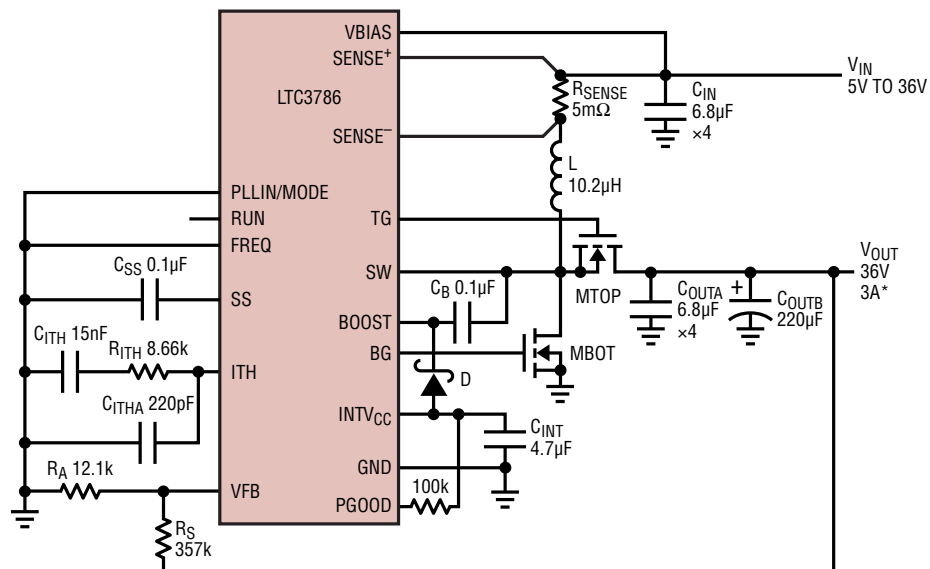 VBIAS
SENSE+
LTC3786
SENSE–
PLLIN/MODE
RUN
FREQ
CSS 0.1µF
SS
CITH 15nF
RITH 8.66k
ITH
CITHA 220pF
RA 12.1k
VFB
RS
357k
TG
SW
BOOST
BG
INTVCC
GND
PGOOD
100k
CB 0.1µF
D
CINT
4.7µF
RSENSE
5mΩ
L
10.2µH
MTOP
MBOT
CIN
6.8µF
×4
VIN
5V TO 36V
COUTA
6.8µF
×4
+
COUTB
220µF
VOUT
36V
3A*